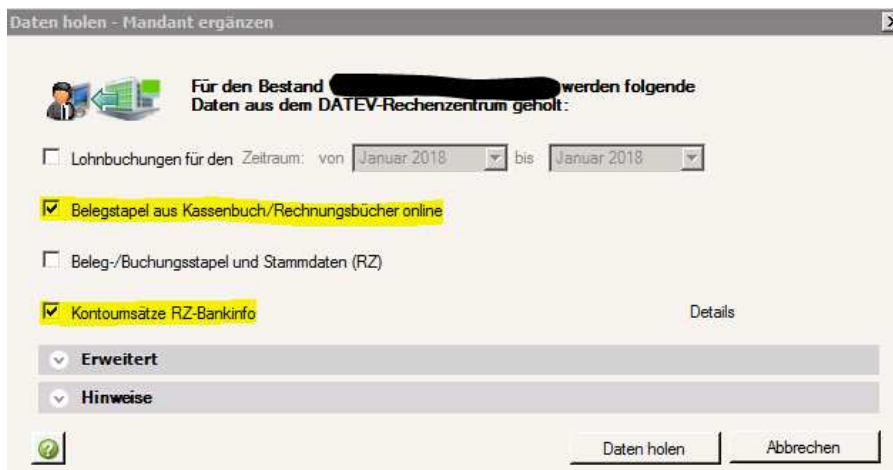 Daten holen - Mandant ergänzen
Für den Bestand werden folgende
Daten aus dem DATEV-Rechenzentrum geholt:
Lohnbuchungen für den Zeitraum: von Januar 2018 bis Januar 2018
Belegstapel aus Kassenbuch/Rechnungsbücher online
Beleg-/Buchungsstapel und Stammdaten (RZ)
Kontoumsätze RZ-Bankinfo Details
Erweitert
Hinweise
Daten holen Abbrechen